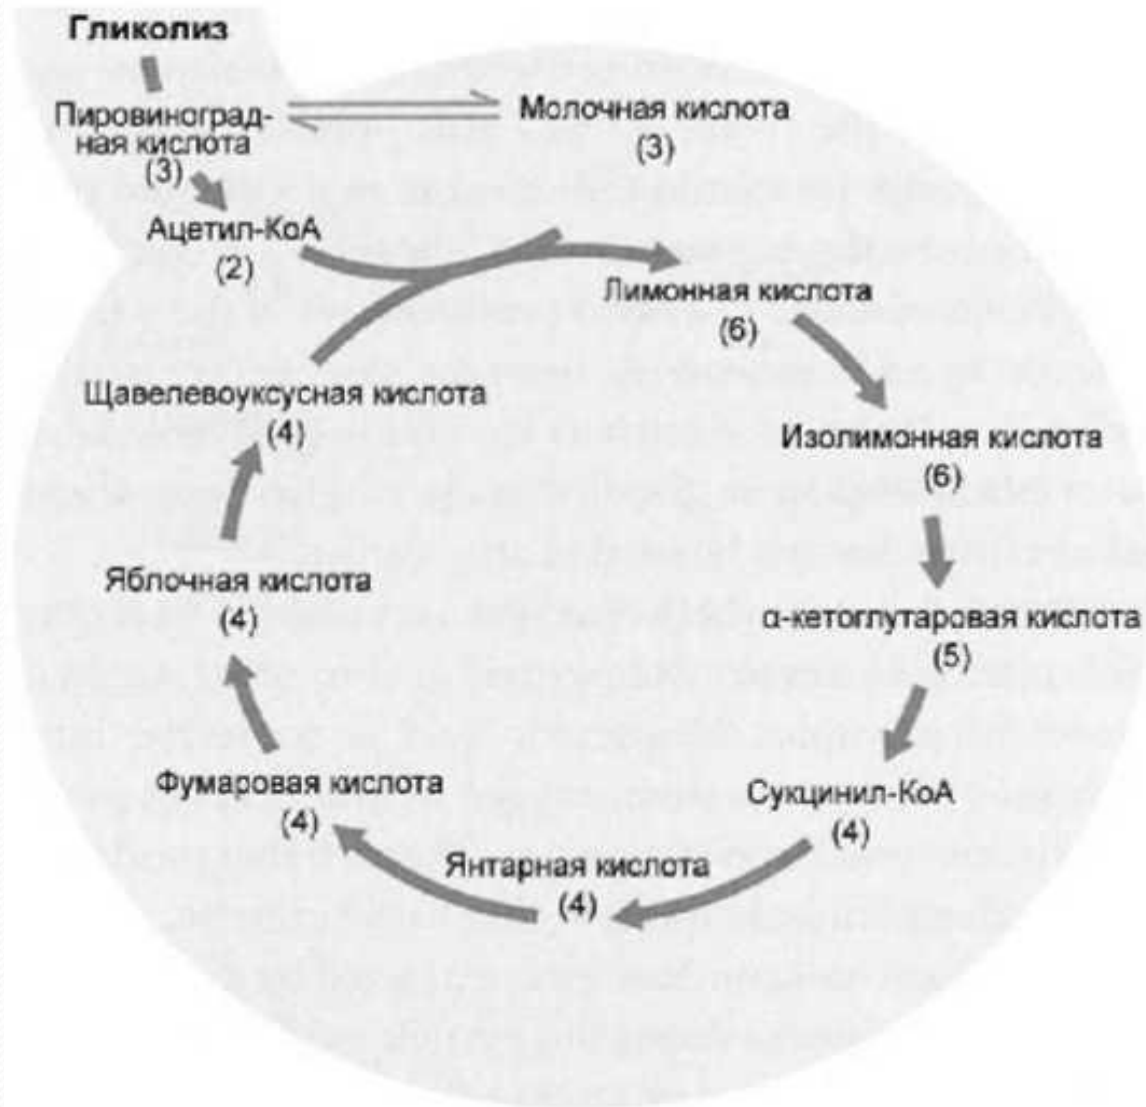 Гликолиз
Пировиноград-
ная кислота
(3)
Молочная кислота
(3)
Ацетил-КоА
(2)
Лимонная кислота
(6)
Изолимонная кислота
(6)
α-кетоглутаровая кислота
(5)
Сукцинил-КоА
(4)
Янтарная кислота
(4)
Фумаровая кислота
(4)
Яблочная кислота
(4)
Щавелевоуксусная кислота
(4)